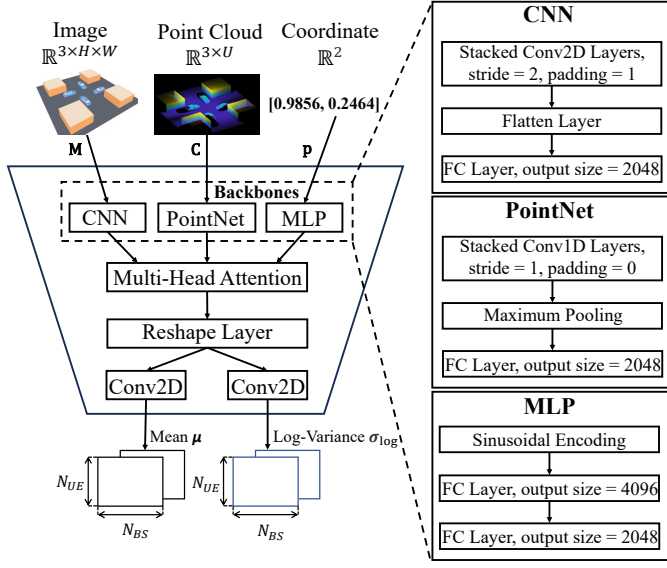 Image
ℝ^{3×H×W}
Point Cloud
ℝ^{3×U}
Coordinate
ℝ^2
[0.9856, 0.2464]
M
C
p
Backbones
CNN
PointNet
MLP
Multi-Head Attention
Reshape Layer
Conv2D
Conv2D
Mean μ
Log-Variance σ_log
N_UE
N_BS
N_UE
N_BS
CNN
Stacked Conv2D Layers,
stride = 2, padding = 1
Flatten Layer
FC Layer, output size = 2048
PointNet
Stacked Conv1D Layers,
stride = 1, padding = 0
Maximum Pooling
FC Layer, output size = 2048
MLP
Sinusoidal Encoding
FC Layer, output size = 4096
FC Layer, output size = 2048